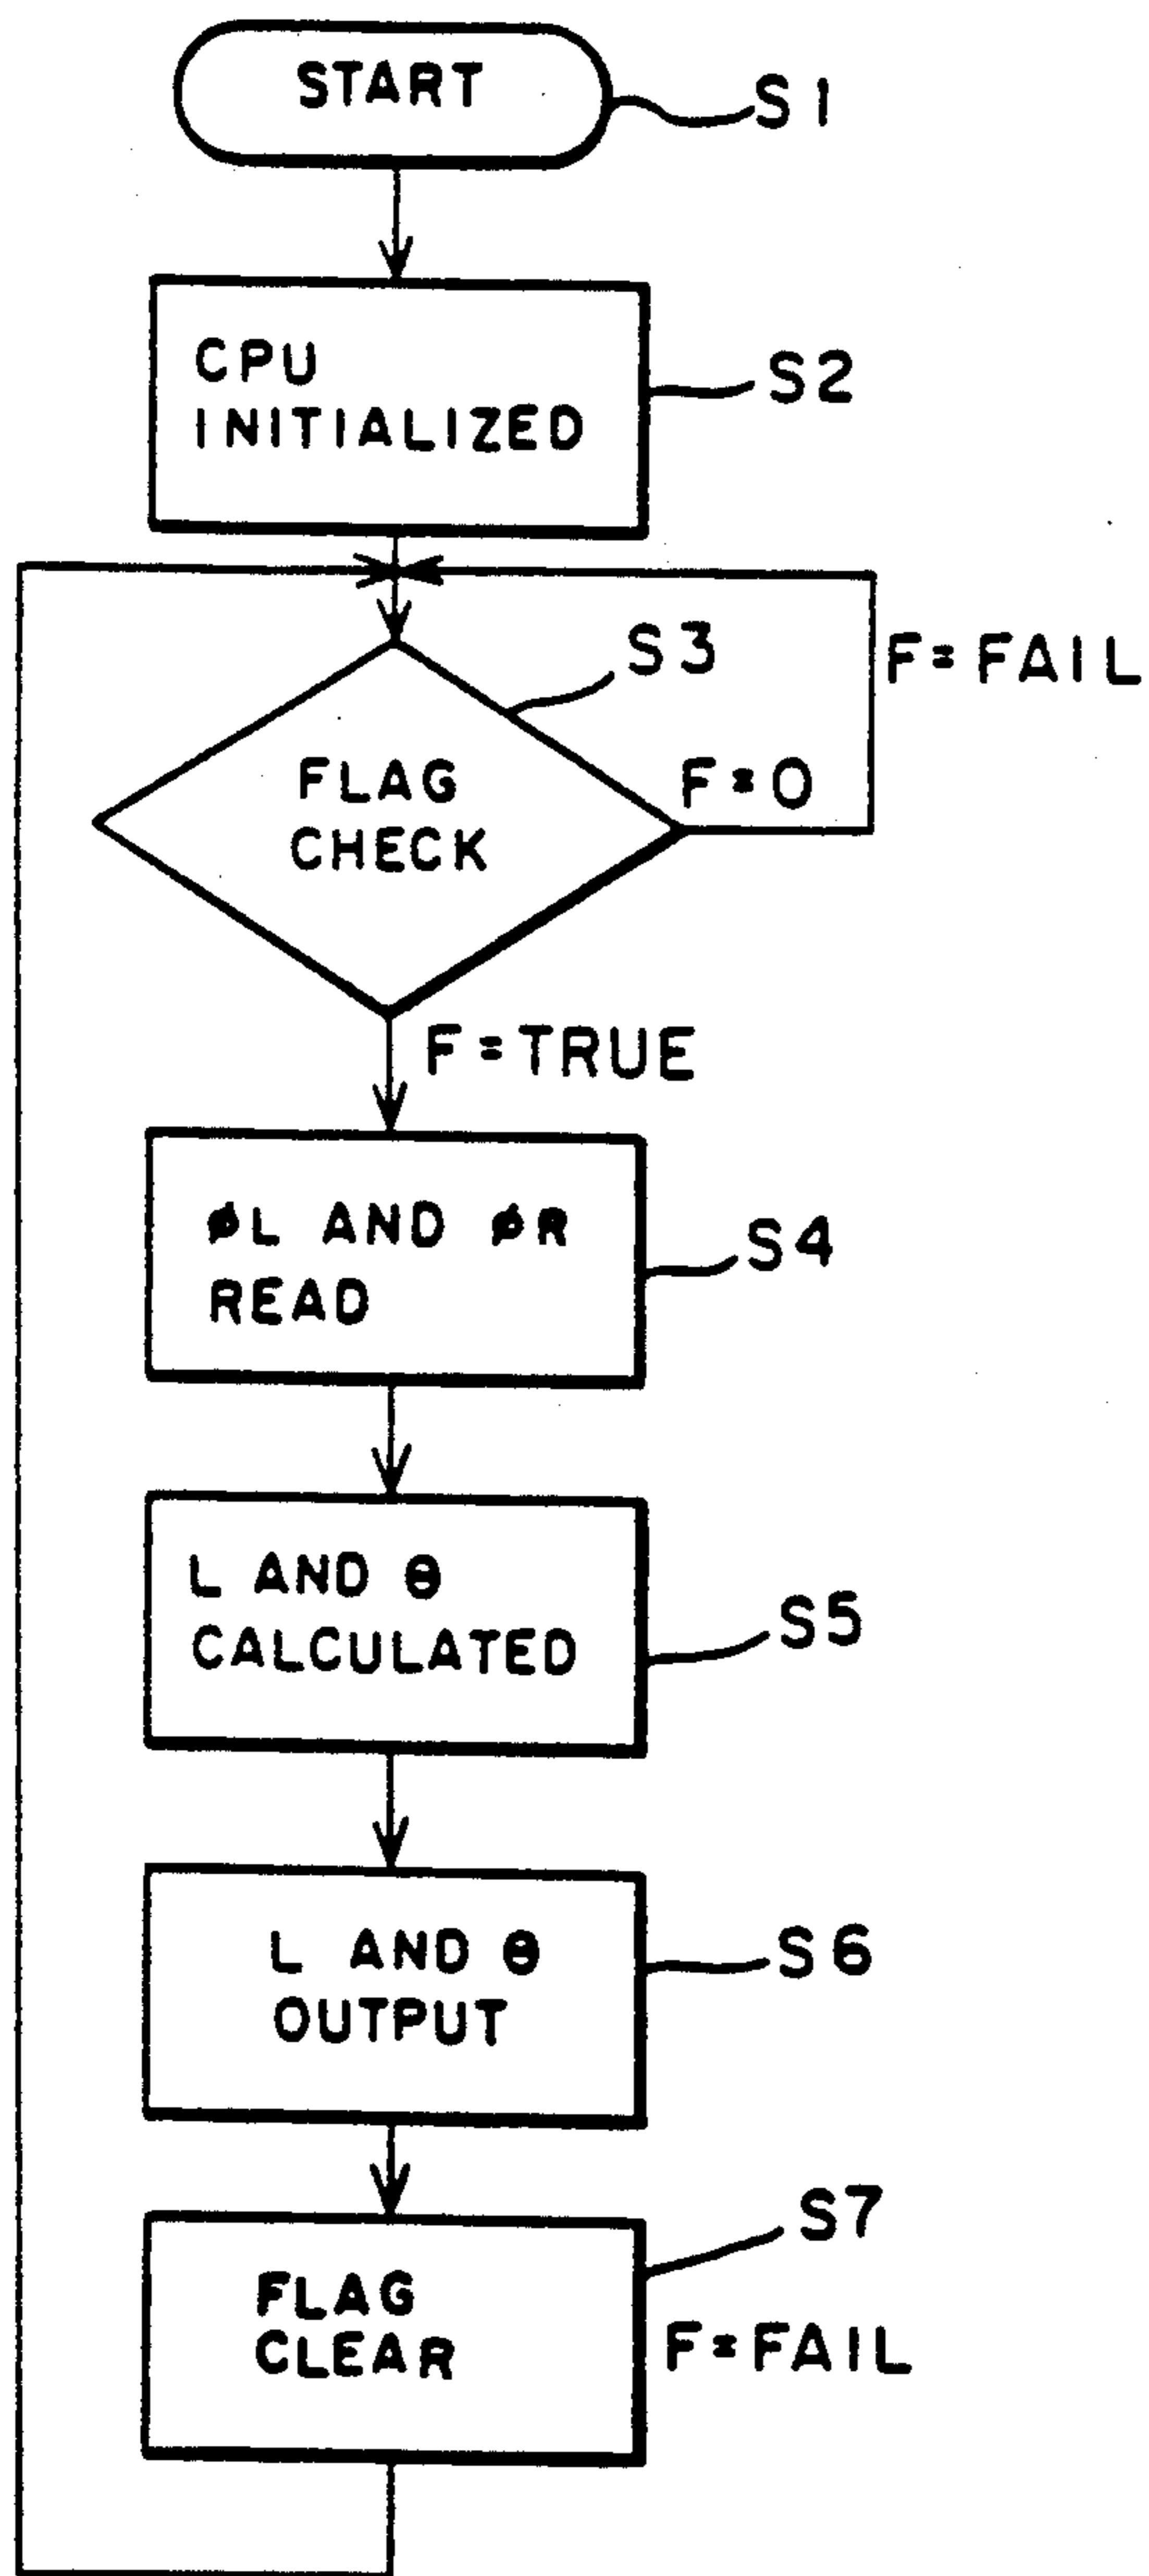 START
S1
CPU
INITIALIZED
S2
S3
F=FAIL
FLAG
CHECK
F=0
F=TRUE
øL AND øR
READ
S4
L AND θ
CALCULATED
S5
L AND θ
OUTPUT
S6
S7
FLAG
CLEAR
F=FAIL